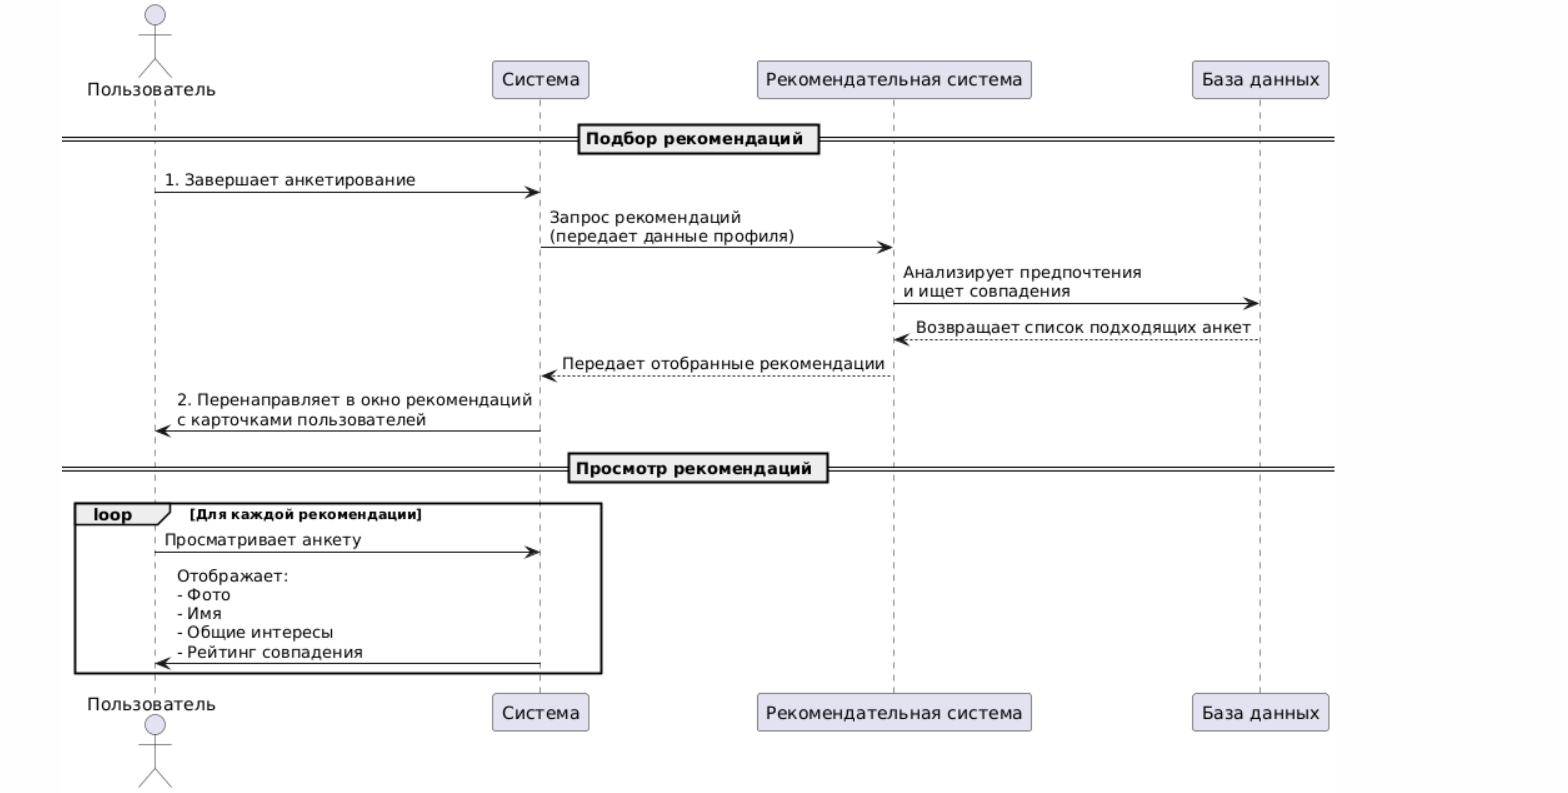 Пользователь
Система
Рекомендательная система
База данных
Подбор рекомендаций
1. Завершает анкетирование
Запрос рекомендаций
(передает данные профиля)
Анализирует предпочтения
и ищет совпадения
Возвращает список подходящих анкет
Передает отобранные рекомендации
2. Перенаправляет в окно рекомендаций
с карточками пользователей
Просмотр рекомендаций
loop
[Для каждой рекомендации]
Просматривает анкету
Отображает:
- Фото
- Имя
- Общие интересы
- Рейтинг совпадения
Пользователь
Система
Рекомендательная система
База данных